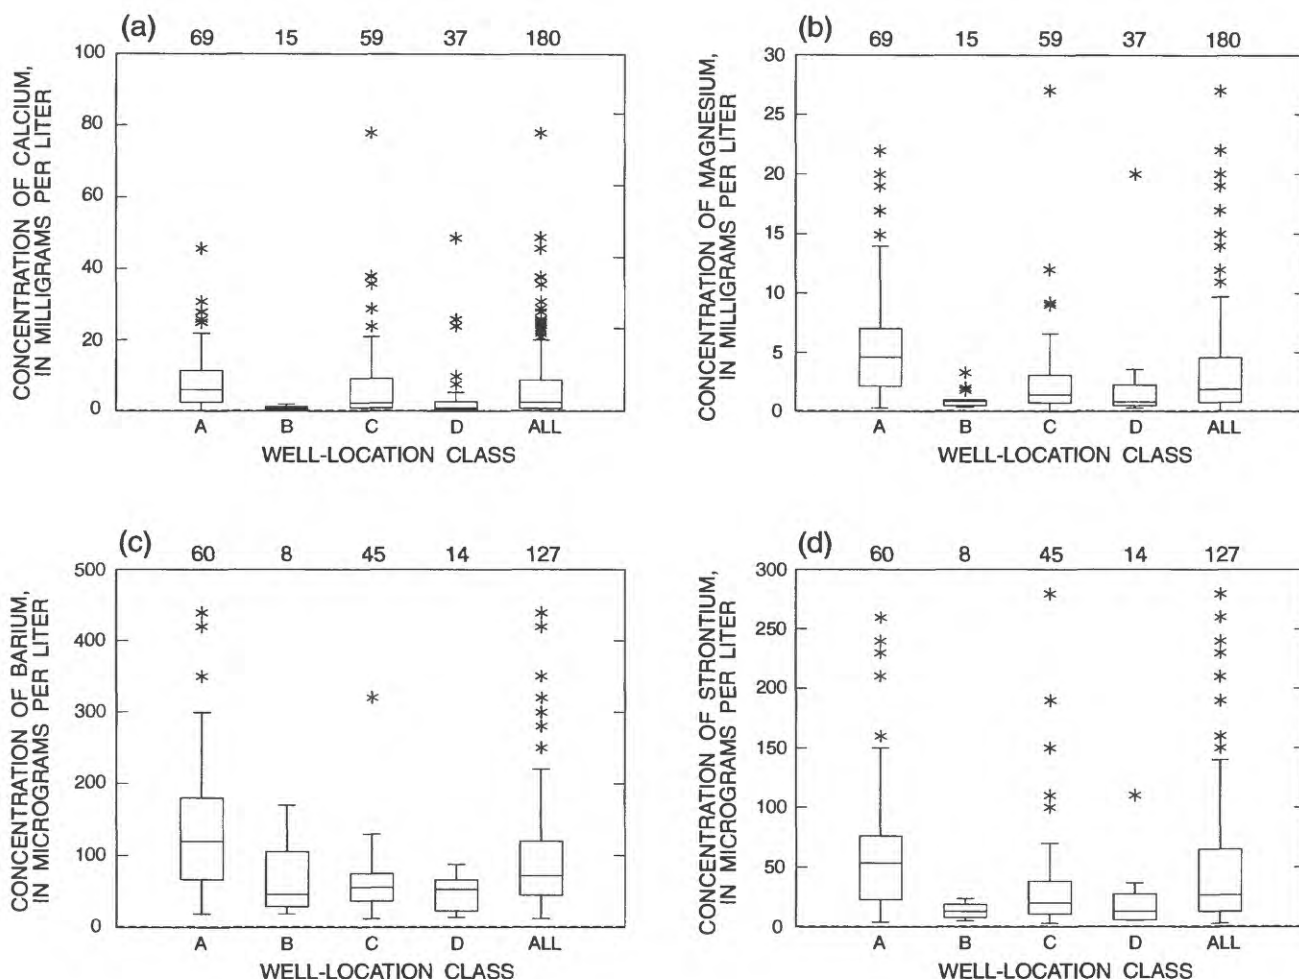 (a) 69 15 59 37 180
CONCENTRATION OF CALCIUM,
IN MILLIGRAMS PER LITER
100
80
60
40
20
0
A B C D ALL
WELL-LOCATION CLASS
(b) 69 15 59 37 180
CONCENTRATION OF MAGNESIUM,
IN MILLIGRAMS PER LITER
30
25
20
15
10
5
0
A B C D ALL
WELL-LOCATION CLASS
(c) 60 8 45 14 127
CONCENTRATION OF BARIUM,
IN MICROGRAMS PER LITER
500
400
300
200
100
0
A B C D ALL
WELL-LOCATION CLASS
(d) 60 8 45 14 127
CONCENTRATION OF STRONTIUM,
IN MICROGRAMS PER LITER
300
250
200
150
100
50
0
A B C D ALL
WELL-LOCATION CLASS